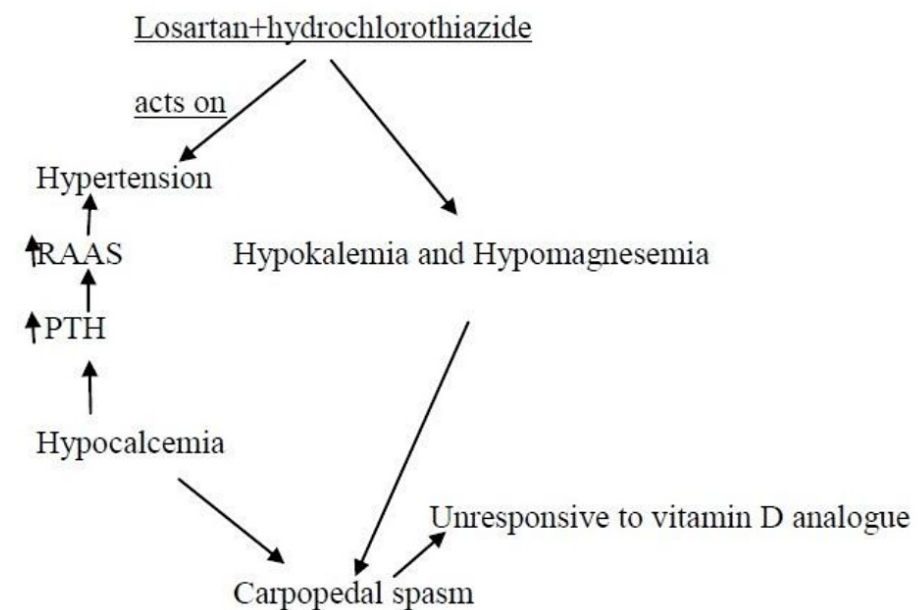 Losartan+hydrochlorothiazide
acts on
Hypertension
RAAS
Hypokalemia and Hypomagnesemia
PTH
Hypocalcemia
Unresponsive to vitamin D analogue
Carpopedal spasm